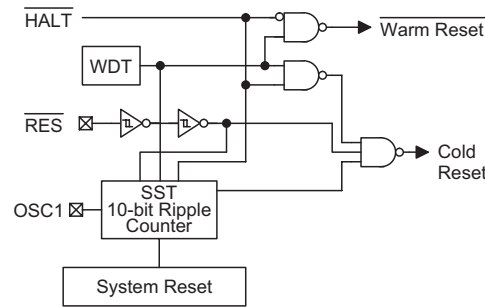 HALT
Warm Reset
WDT
RES
Cold
Reset
SST
10-bit Ripple
Counter
OSC1
System Reset